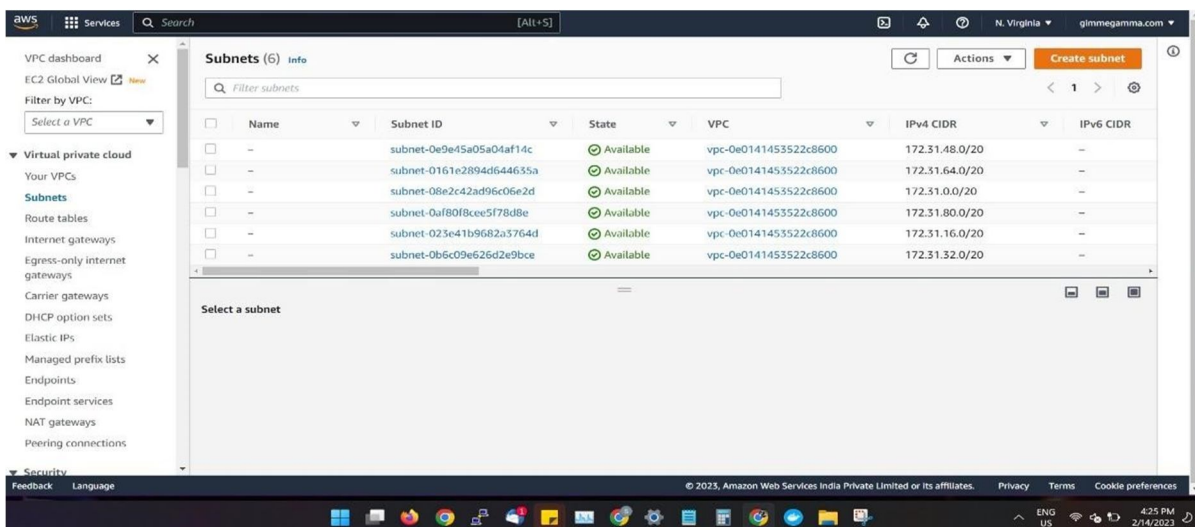 aws Services Search [Alt+S] N. Virginia gimmegamma.com
VPC dashboard
EC2 Global View New
Filter by VPC:
Select a VPC
Virtual private cloud
Your VPCs
Subnets
Route tables
Internet gateways
Egress-only internet
gateways
Carrier gateways
DHCP option sets
Elastic IPs
Managed prefix lists
Endpoints
Endpoint services
NAT gateways
Peering connections
Security
Subnets (6) Info Actions Create subnet
Filter subnets 1
Name Subnet ID State VPC IPv4 CIDR IPv6 CIDR
– subnet-0e9e45a05a04af14c Available vpc-0e0141453522c8600 172.31.48.0/20 –
– subnet-0161e2894d644635a Available vpc-0e0141453522c8600 172.31.64.0/20 –
– subnet-08e2c42ad96c06e2d Available vpc-0e0141453522c8600 172.31.0.0/20 –
– subnet-0af80f8cee5f78d8e Available vpc-0e0141453522c8600 172.31.80.0/20 –
– subnet-023e41b9682a3764d Available vpc-0e0141453522c8600 172.31.16.0/20 –
– subnet-0b6c09e626d2e9bce Available vpc-0e0141453522c8600 172.31.32.0/20 –
Select a subnet
Feedback Language © 2023, Amazon Web Services India Private Limited or its affiliates. Privacy Terms Cookie preferences
ENG 4:25 PM
US 2/14/2023